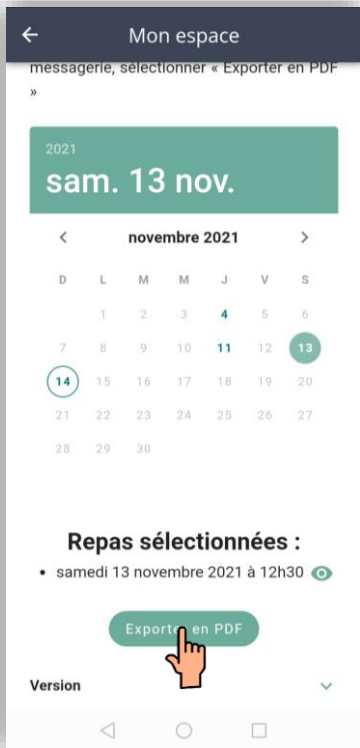 Mon espace
messagerie, sélectionner « Exporter en PDF
»
2021
sam. 13 nov.
novembre 2021
D L M M J V S
1 2 3 4 5 6
7 8 9 10 11 12 13
14 15 16 17 18 19 20
21 22 23 24 25 26 27
28 29 30
Repas sélectionnées :
• samedi 13 novembre 2021 à 12h30
Exporter en PDF
Version